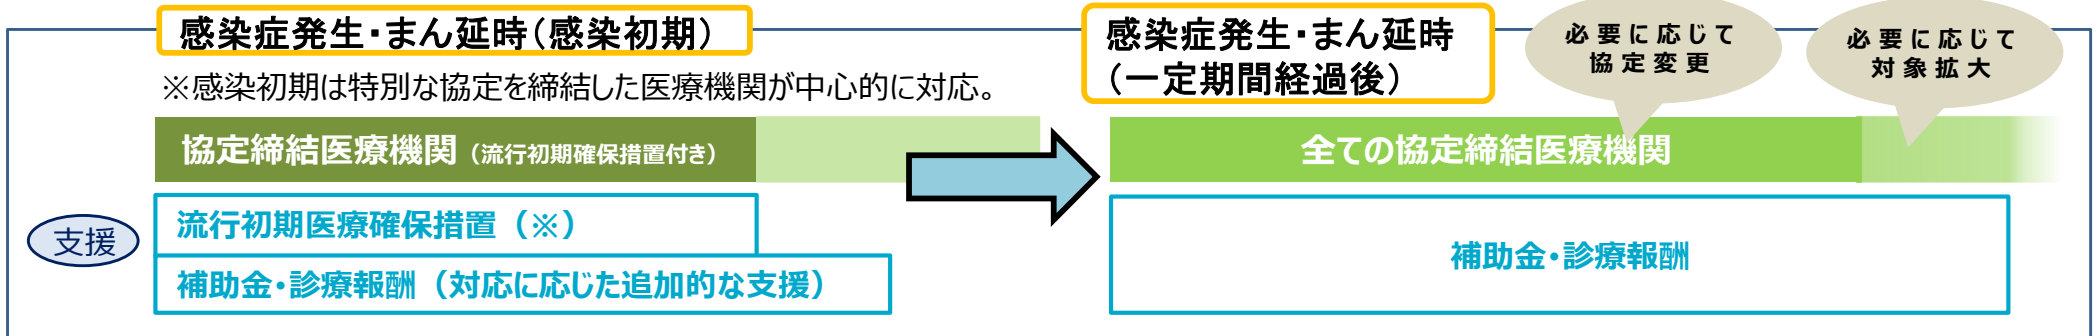 感染症発生・まん延時（感染初期）
※感染初期は特別な協定を締結した医療機関が中心的に対応。
協定締結医療機関（流行初期確保措置付き）
支援
流行初期医療確保措置（※）
補助金・診療報酬（対応に応じた追加的な支援）
感染症発生・まん延時
（一定期間経過後）
必要に応じて
協定変更
必要に応じて
対象拡大
全ての協定締結医療機関
補助金・診療報酬